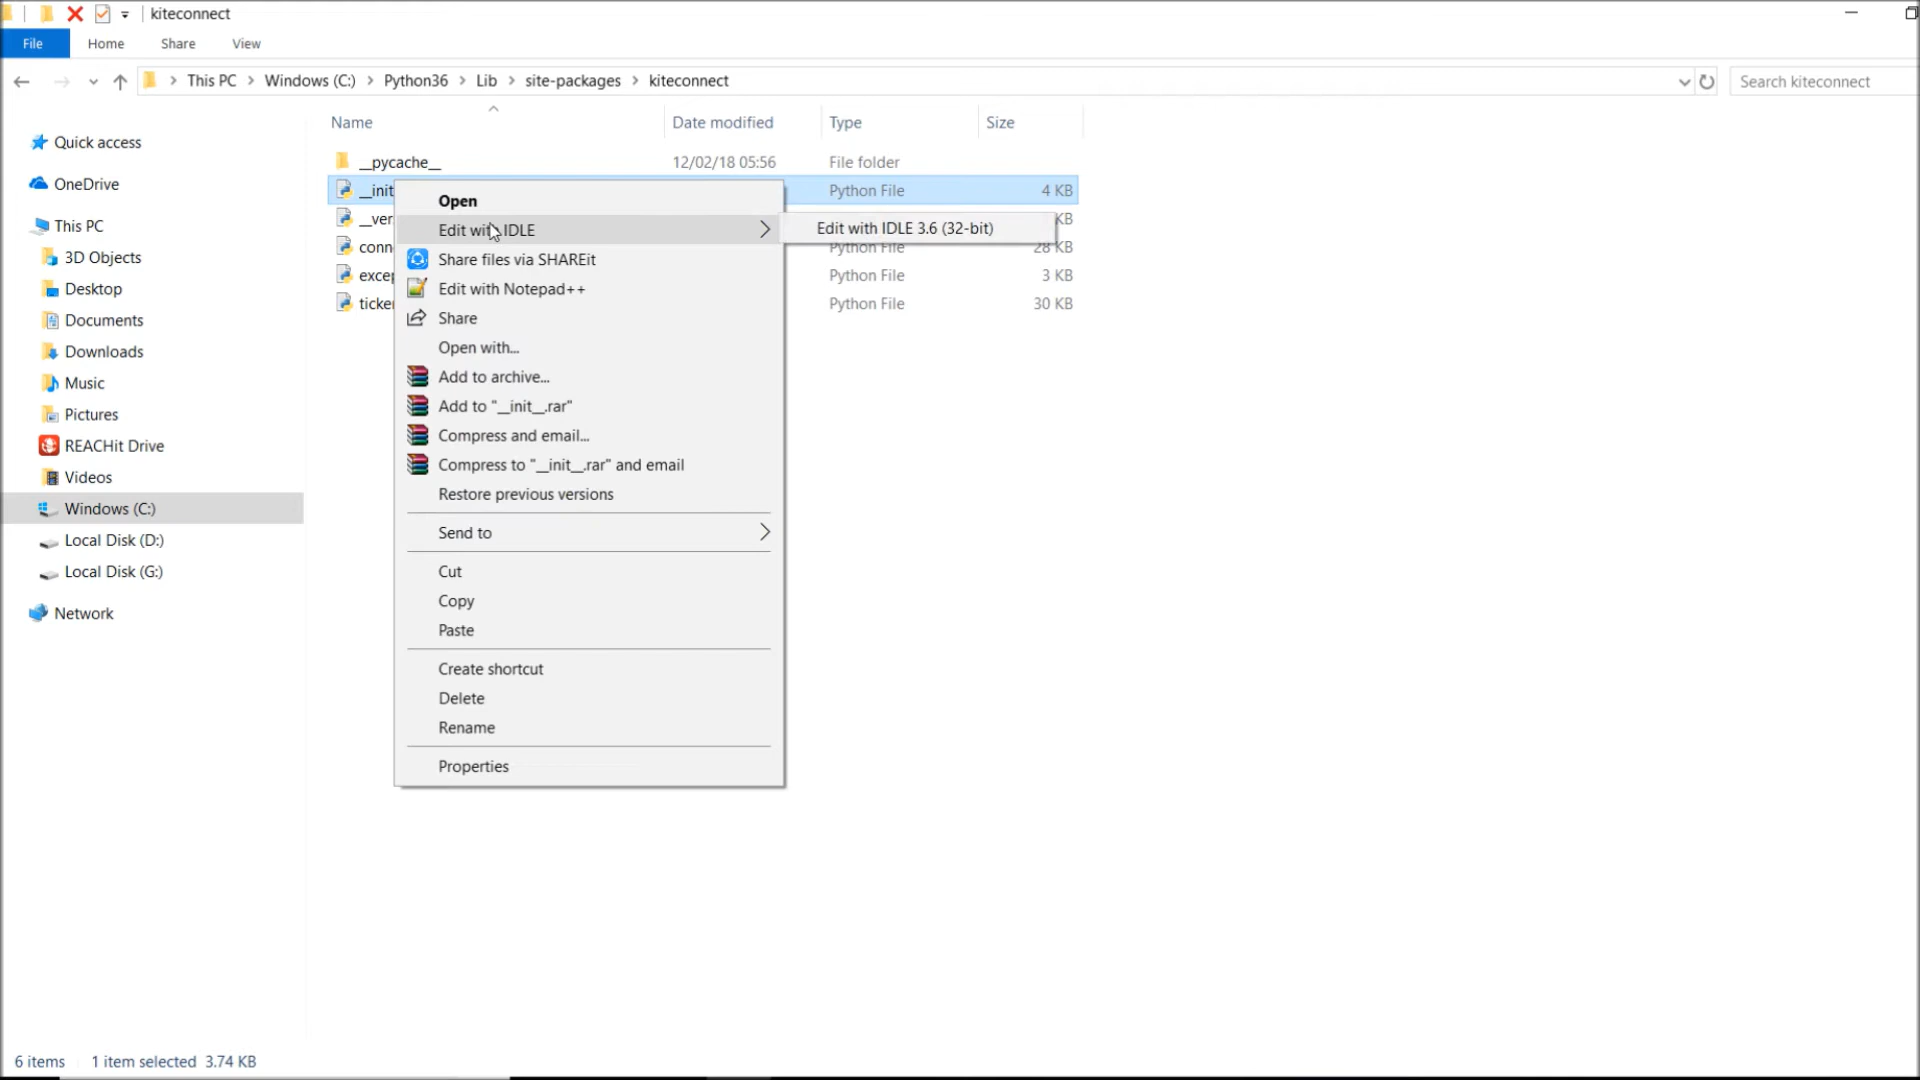 kiteconnect
File Home Share View
This PC Windows (C:) Python36 Lib site-packages kiteconnect
Search kiteconnect
Name Date modified Type Size
Quick access
OneDrive
This PC
3D Objects
Desktop
Documents
Downloads
Music
Pictures
REACHit Drive
Videos
Windows (C:)
Local Disk (D:)
Local Disk (G:)
Network
__pycache__ 12/02/18 05:56 File folder
__init Python File 4 KB
__ver KB
conn Python File 28 KB
excep Python File 3 KB
ticker Python File 30 KB
Open
Edit with IDLE
Edit with IDLE 3.6 (32-bit)
Share files via SHAREit
Edit with Notepad++
Share
Open with...
Add to archive...
Add to "__init__.rar"
Compress and email...
Compress to "__init__.rar" and email
Restore previous versions
Send to
Cut
Copy
Paste
Create shortcut
Delete
Rename
Properties
6 items 1 item selected 3.74 KB